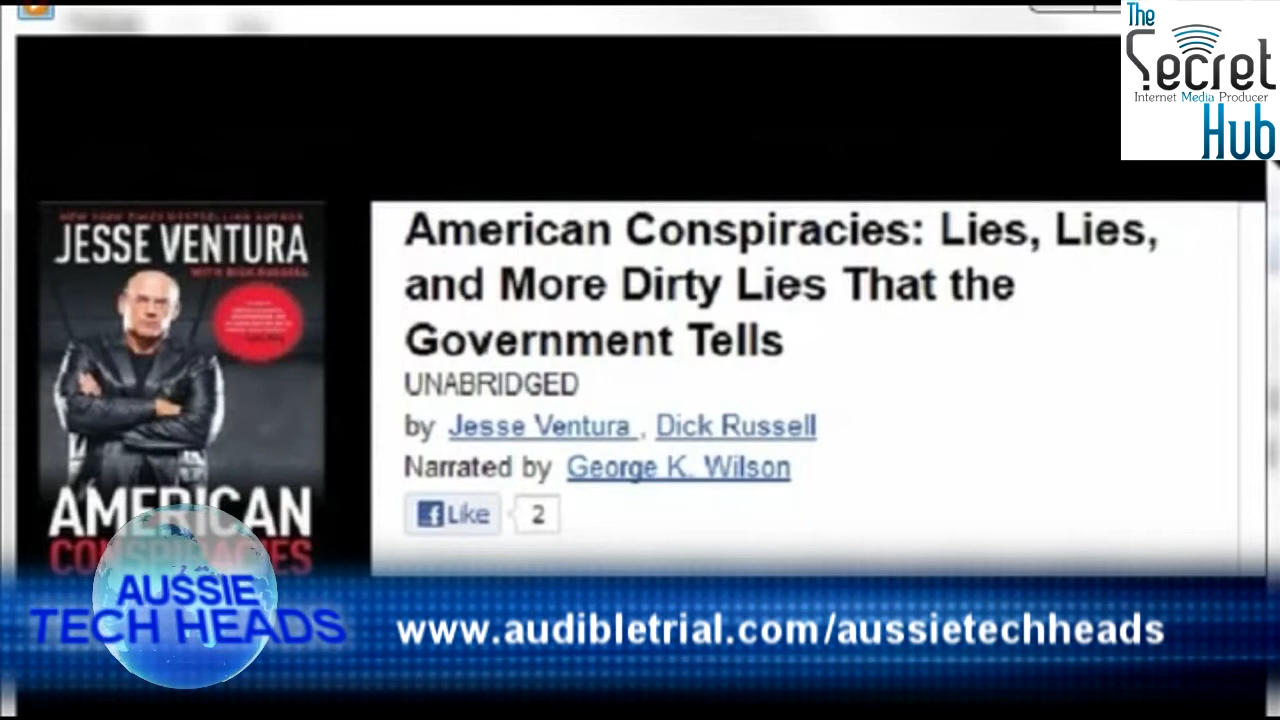 The
Secret
Internet Media Producer
Hub
NEW YORK TIMES BESTSELLING AUTHOR
JESSE VENTURA
WITH DICK RUSSELL
AMERICAN
CONSPIRACIES
American Conspiracies: Lies, Lies,
and More Dirty Lies That the
Government Tells
UNABRIDGED
by Jesse Ventura , Dick Russell
Narrated by George K. Wilson
Like 2
AUSSIE
TECH HEADS
www.audibletrial.com/aussietechheads